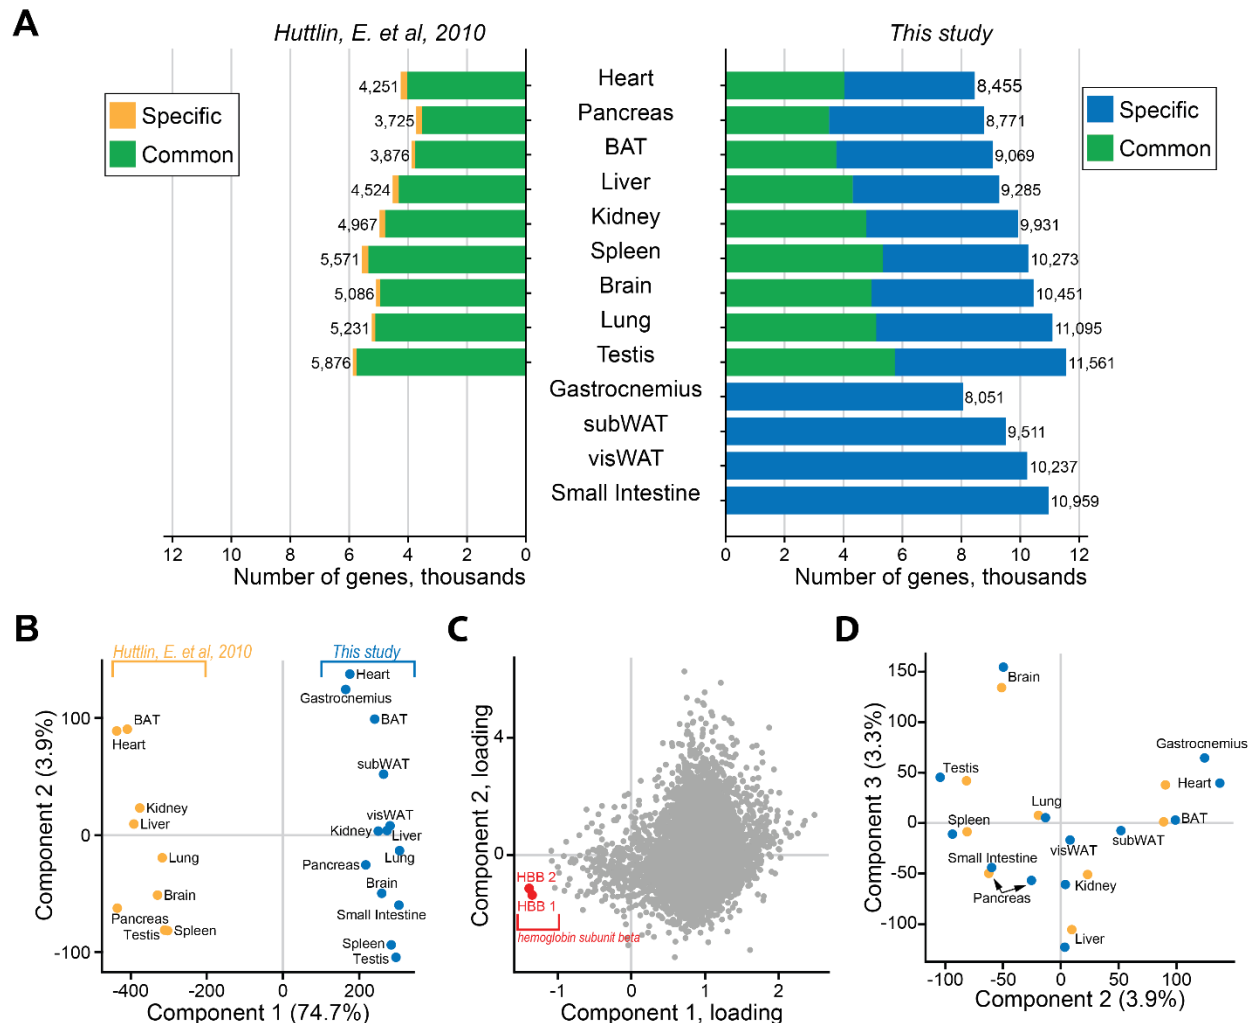 A
Huttlin, E. et al, 2010
This study
Specific
Common
Specific
Common
4,251
Heart
8,455
3,725
Pancreas
8,771
3,876
BAT
9,069
4,524
Liver
9,285
4,967
Kidney
9,931
5,571
Spleen
10,273
5,086
Brain
10,451
5,231
Lung
11,095
5,876
Testis
11,561
Gastrocnemius
8,051
subWAT
9,511
visWAT
10,237
Small Intestine
10,959
12 10 8 6 4 2 0
0 2 4 6 8 10 12
Number of genes, thousands
Number of genes, thousands
B
Huttlin, E. et al, 2010
This study
Heart
Gastrocnemius
BAT
BAT
Heart
subWAT
Kidney
Liver
visWAT
Kidney
Liver
Lung
Lung
Pancreas
Brain
Brain
Small Intestine
Pancreas
Testis
Spleen
Spleen
Testis
100
0
-100
-400 -200 0 200
Component 2 (3.9%)
Component 1 (74.7%)
C
4
0
HBB 2
HBB 1
hemoglobin subunit beta
-1 0 1 2
Component 2, loading
Component 1, loading
D
150
100
50
0
-50
-100
Brain
Gastrocnemius
Testis
Heart
Lung
Spleen
BAT
subWAT
visWAT
Small Intestine
Pancreas
Kidney
Liver
-100 -50 0 50 100
Component 3 (3.3%)
Component 2 (3.9%)